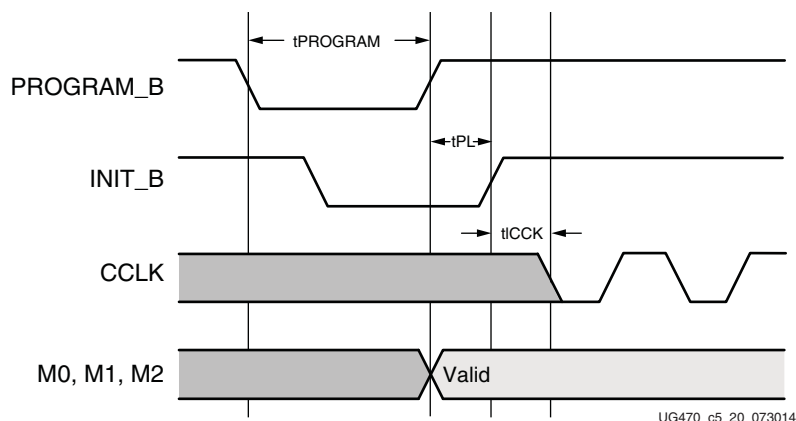 tPROGRAM
PROGRAM_B
tPL
INIT_B
tICCK
CCLK
M0, M1, M2
Valid
UG470_c5_20_073014